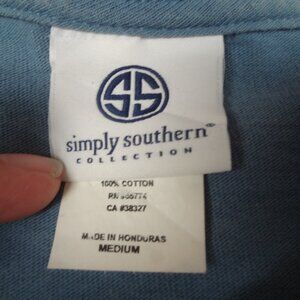 SS
simply southern
COLLECTION
100% COTTON
CA #38327
MADE IN HONDURAS
MEDIUM